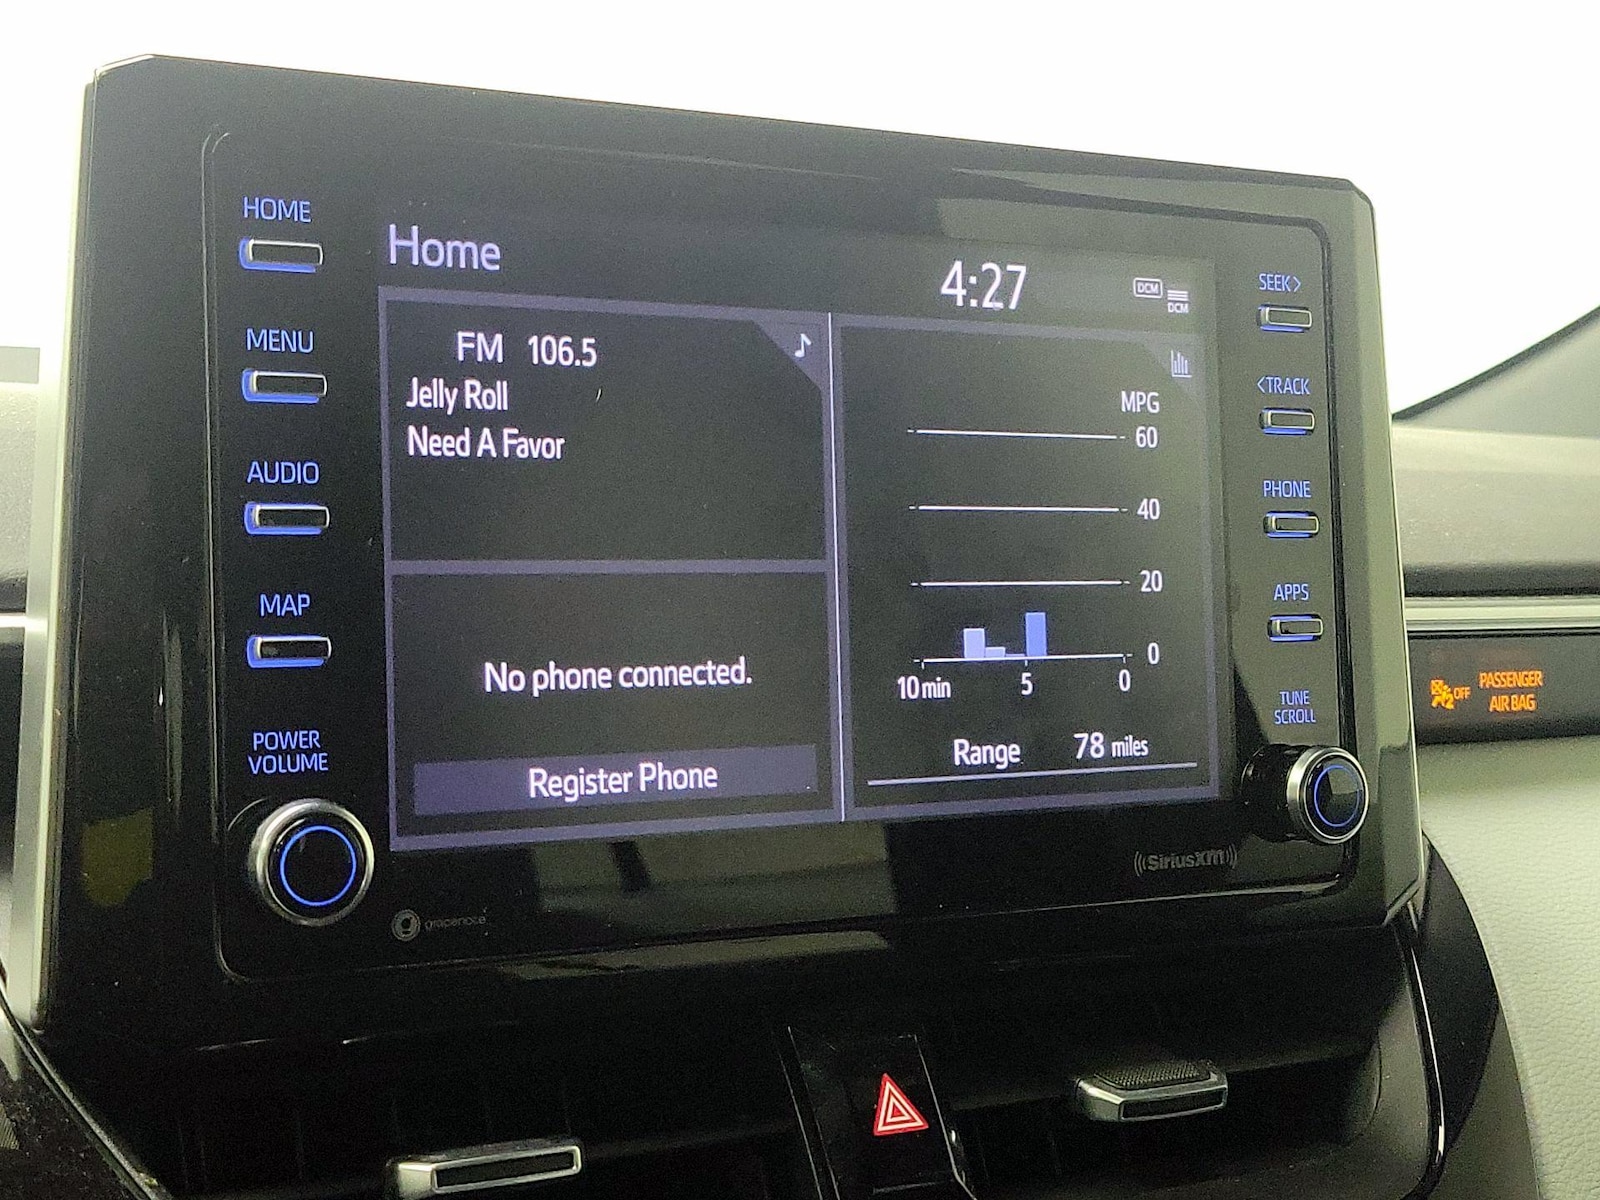 HOME
MENU
AUDIO
MAP
POWER
VOLUME
Home
4:27
DCM
DCM
FM 106.5
Jelly Roll
Need A Favor
No phone connected.
Register Phone
MPG
60
40
20
0
10 min 5 0
Range 78 miles
SEEK>
<TRACK
PHONE
APPS
TUNE
SCROLL
gracenote
SiriusXM
2 OFF
PASSENGER
AIR BAG